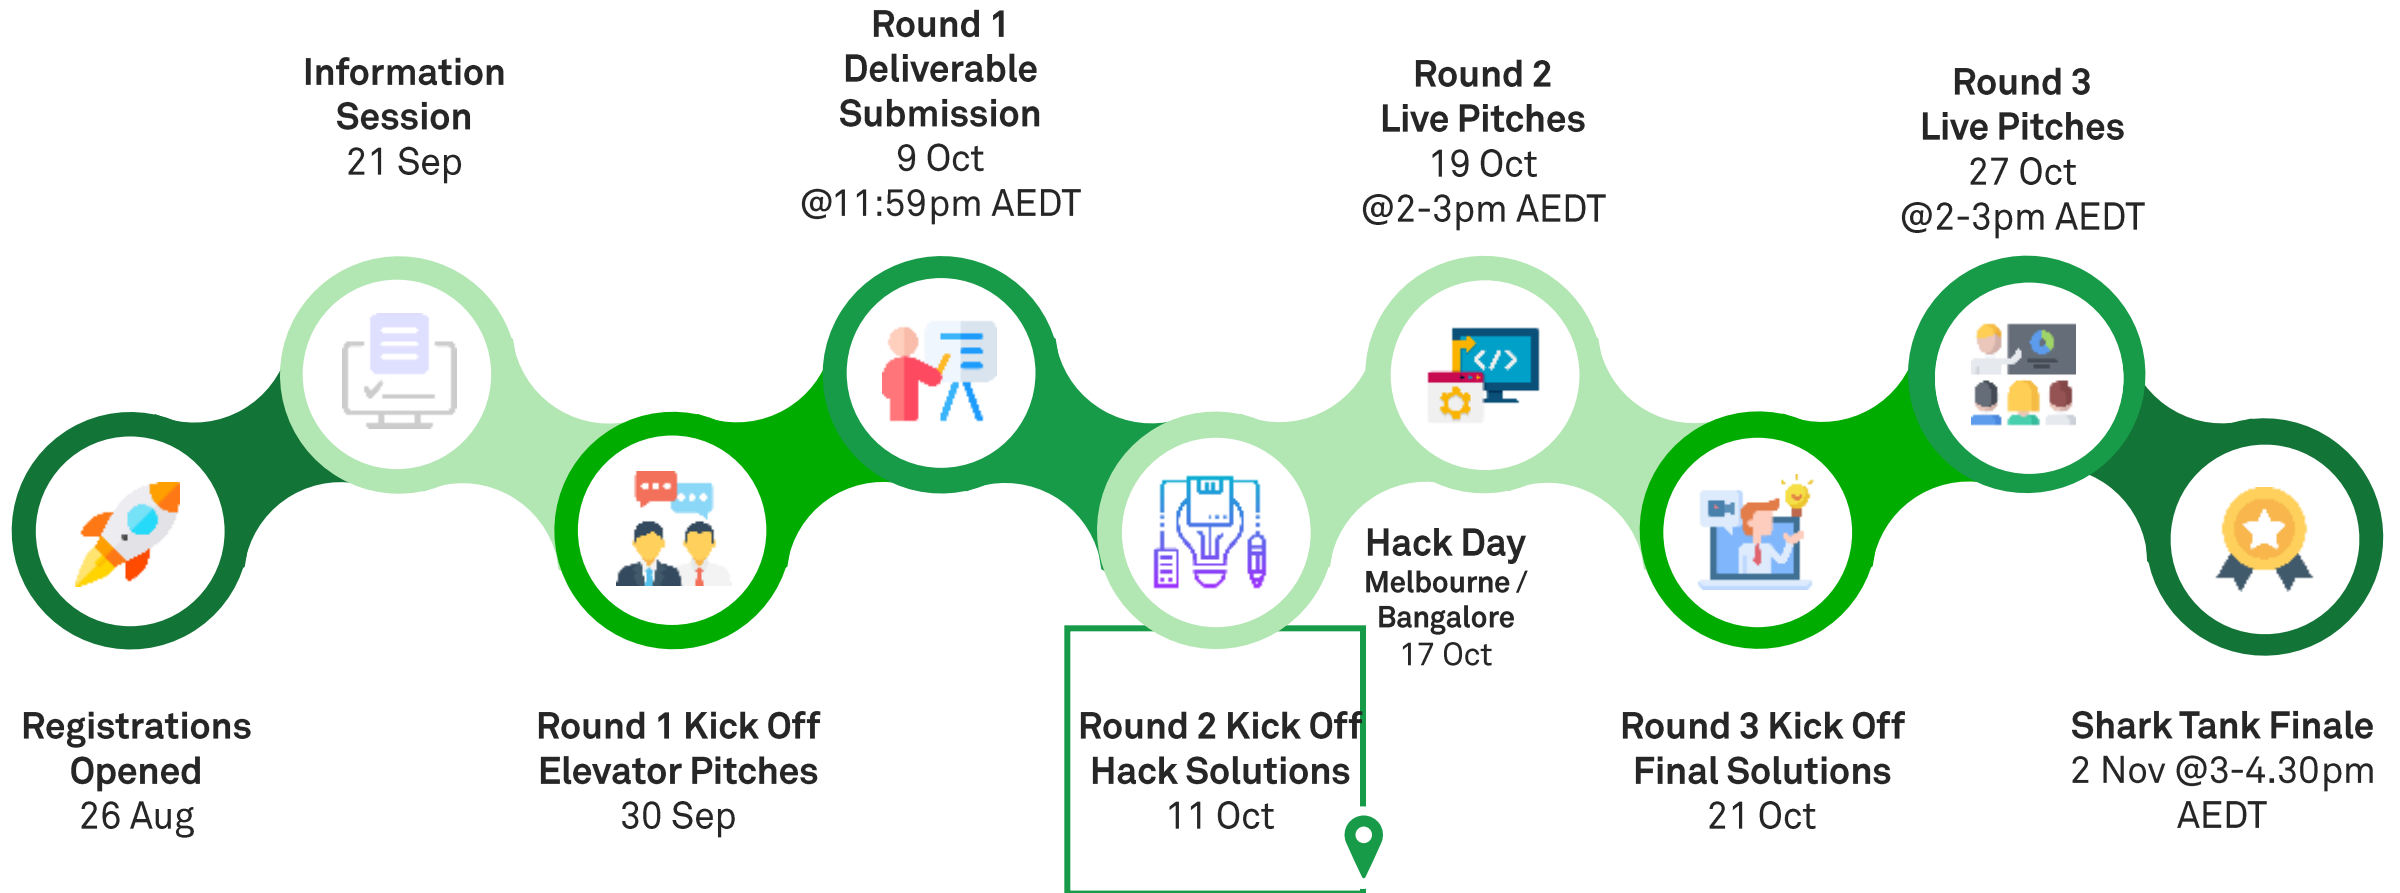 Registrations
Opened
26 Aug
Information
Session
21 Sep
Round 1 Kick Off
Elevator Pitches
30 Sep
Round 1
Deliverable
Submission
9 Oct
@11:59pm AEDT
Round 2 Kick Off
Hack Solutions
11 Oct
Hack Day
Melbourne /
Bangalore
17 Oct
Round 2
Live Pitches
19 Oct
@2-3pm AEDT
</>
Round 3 Kick Off
Final Solutions
21 Oct
Round 3
Live Pitches
27 Oct
@2-3pm AEDT
Shark Tank Finale
2 Nov @3-4.30pm
AEDT